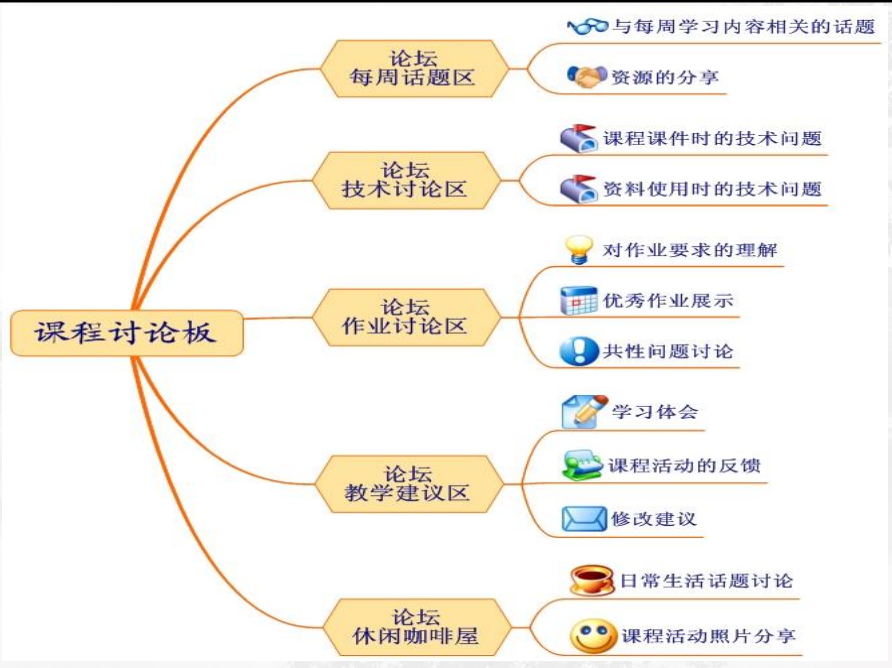 课程讨论板
论坛
每周话题区
与每周学习内容相关的话题
资源的分享
论坛
技术讨论区
课程课件时的技术问题
资料使用时的技术问题
论坛
作业讨论区
对作业要求的理解
优秀作业展示
共性问题讨论
论坛
教学建议区
学习体会
课程活动的反馈
修改建议
论坛
休闲咖啡屋
日常生活话题讨论
课程活动照片分享